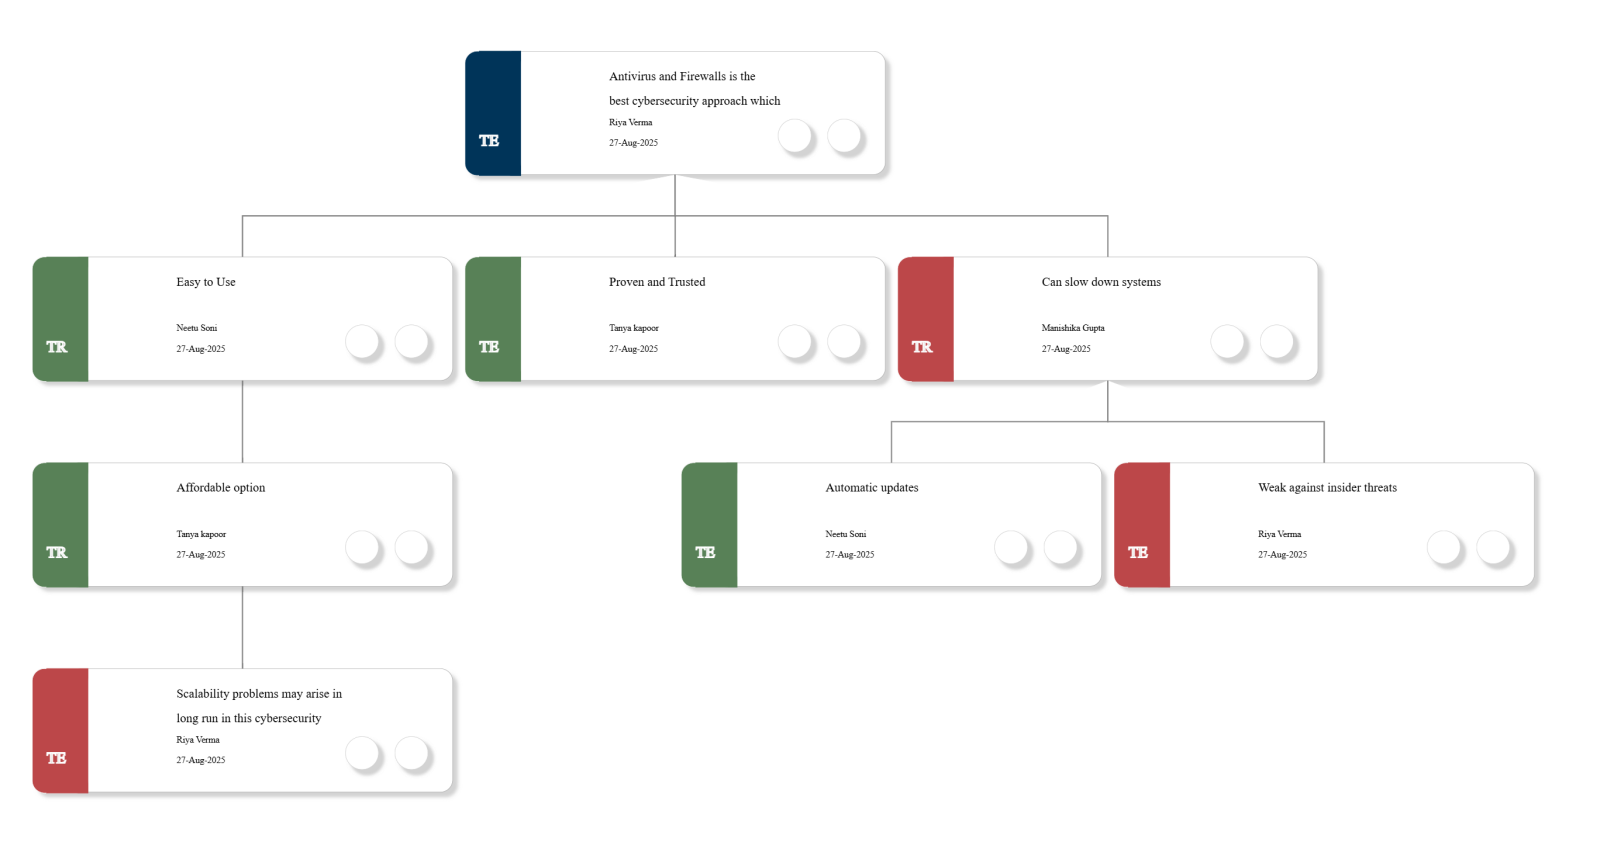 Antivirus and Firewalls is the
best cybersecurity approach which
Riya Verma
27-Aug-2025
TE
Easy to Use
Neetu Soni
27-Aug-2025
TR
Proven and Trusted
Tanya kapoor
27-Aug-2025
TE
Can slow down systems
Manishika Gupta
27-Aug-2025
TR
Affordable option
Tanya kapoor
27-Aug-2025
TR
Automatic updates
Neetu Soni
27-Aug-2025
TE
Weak against insider threats
Riya Verma
27-Aug-2025
TE
Scalability problems may arise in
long run in this cybersecurity
Riya Verma
27-Aug-2025
TE